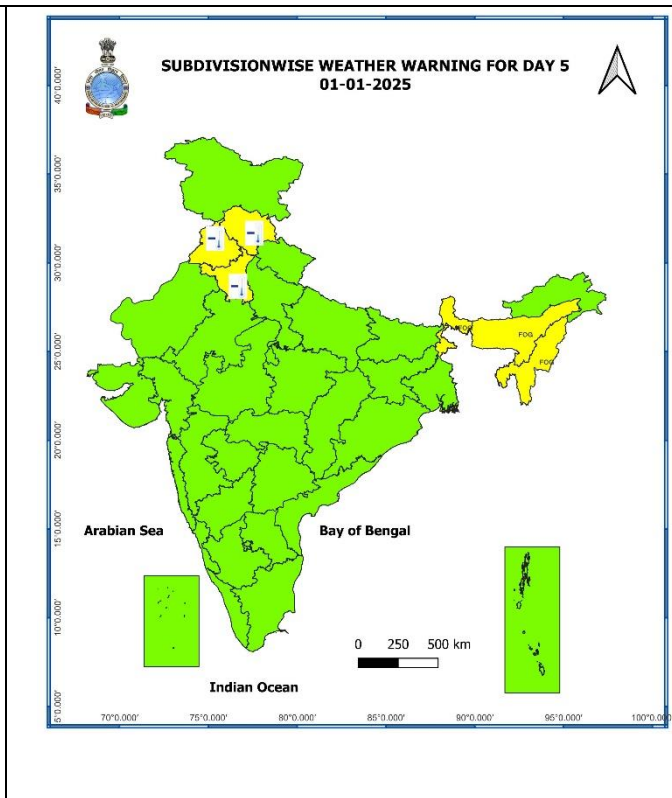 SUBDIVISIONWISE WEATHER WARNING FOR DAY 5
01-01-2025
40°0.000'
35°0.000'
30°0.000'
25°0.000'
20°0.000'
15°0.000'
10°0.000'
5°0.000'
FOG
FOG
FOG
Arabian Sea
Bay of Bengal
0 250 500 km
Indian Ocean
70°0.000' 75°0.000' 80°0.000' 85°0.000' 90°0.000' 95°0.000' 100°0.000'